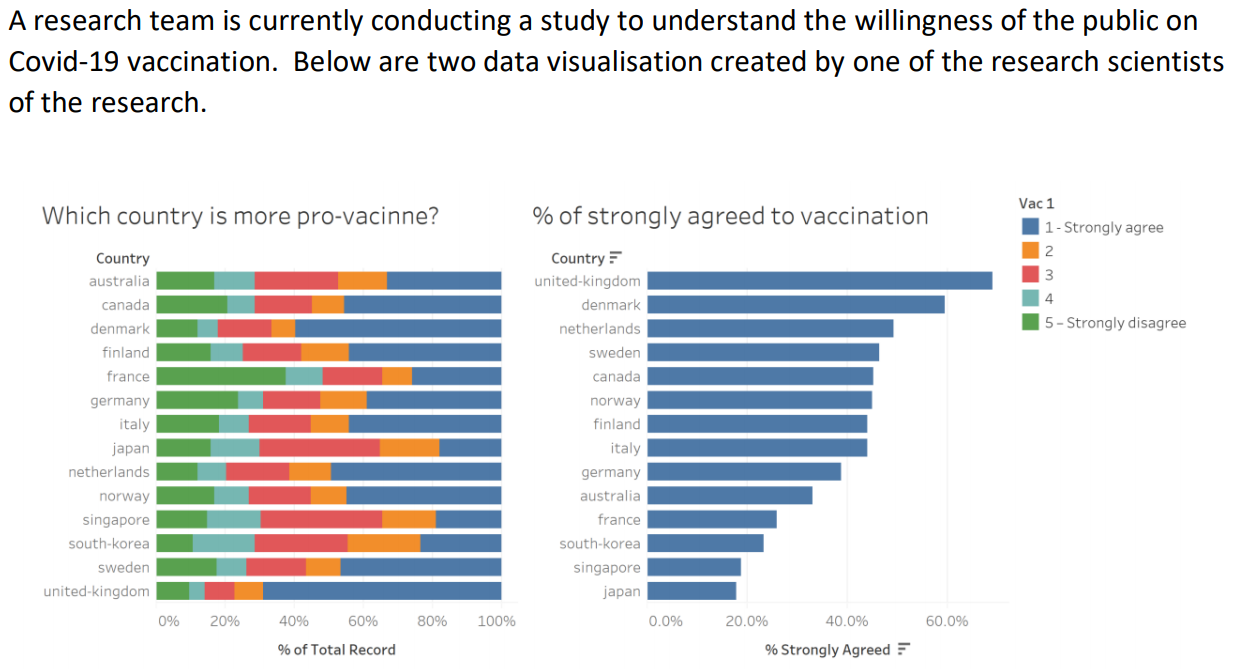 A research team is currently conducting a study to understand the willingness of the public on
Covid-19 vaccination.  Below are two data visualisation created by one of the research scientists
of the research.
Which country is more pro-vacinne?
Country
australia
canada
denmark
finland
france
germany
italy
japan
netherlands
norway
singapore
south-korea
sweden
united-kingdom
0% 20% 40% 60% 80% 100%
% of Total Record
% of strongly agreed to vaccination
Country
united-kingdom
denmark
netherlands
sweden
canada
norway
finland
italy
germany
australia
france
south-korea
singapore
japan
0.0% 20.0% 40.0% 60.0%
% Strongly Agreed
Vac 1
1 - Strongly agree
2
3
4
5 – Strongly disagree